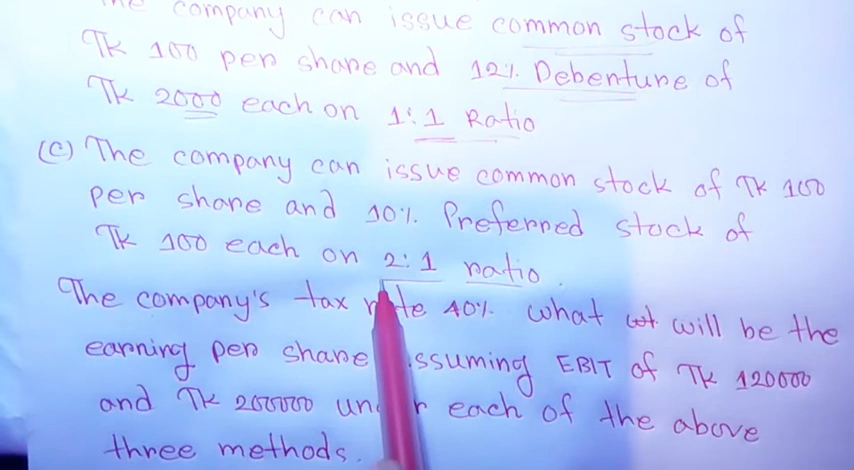 The company can issue common stock of
Tk 100 per share and 12% Debenture of
Tk 2000 each on 1:1 Ratio
(C) The company can issue common stock of Tk 100
per share and 10% Preferred stock of
Tk 100 each on 2:1 ratio.
The company's tax rate 40%. What will be the
earning per share Assuming EBIT of Tk 120000
and Tk 200000 under each of the above
three methods.